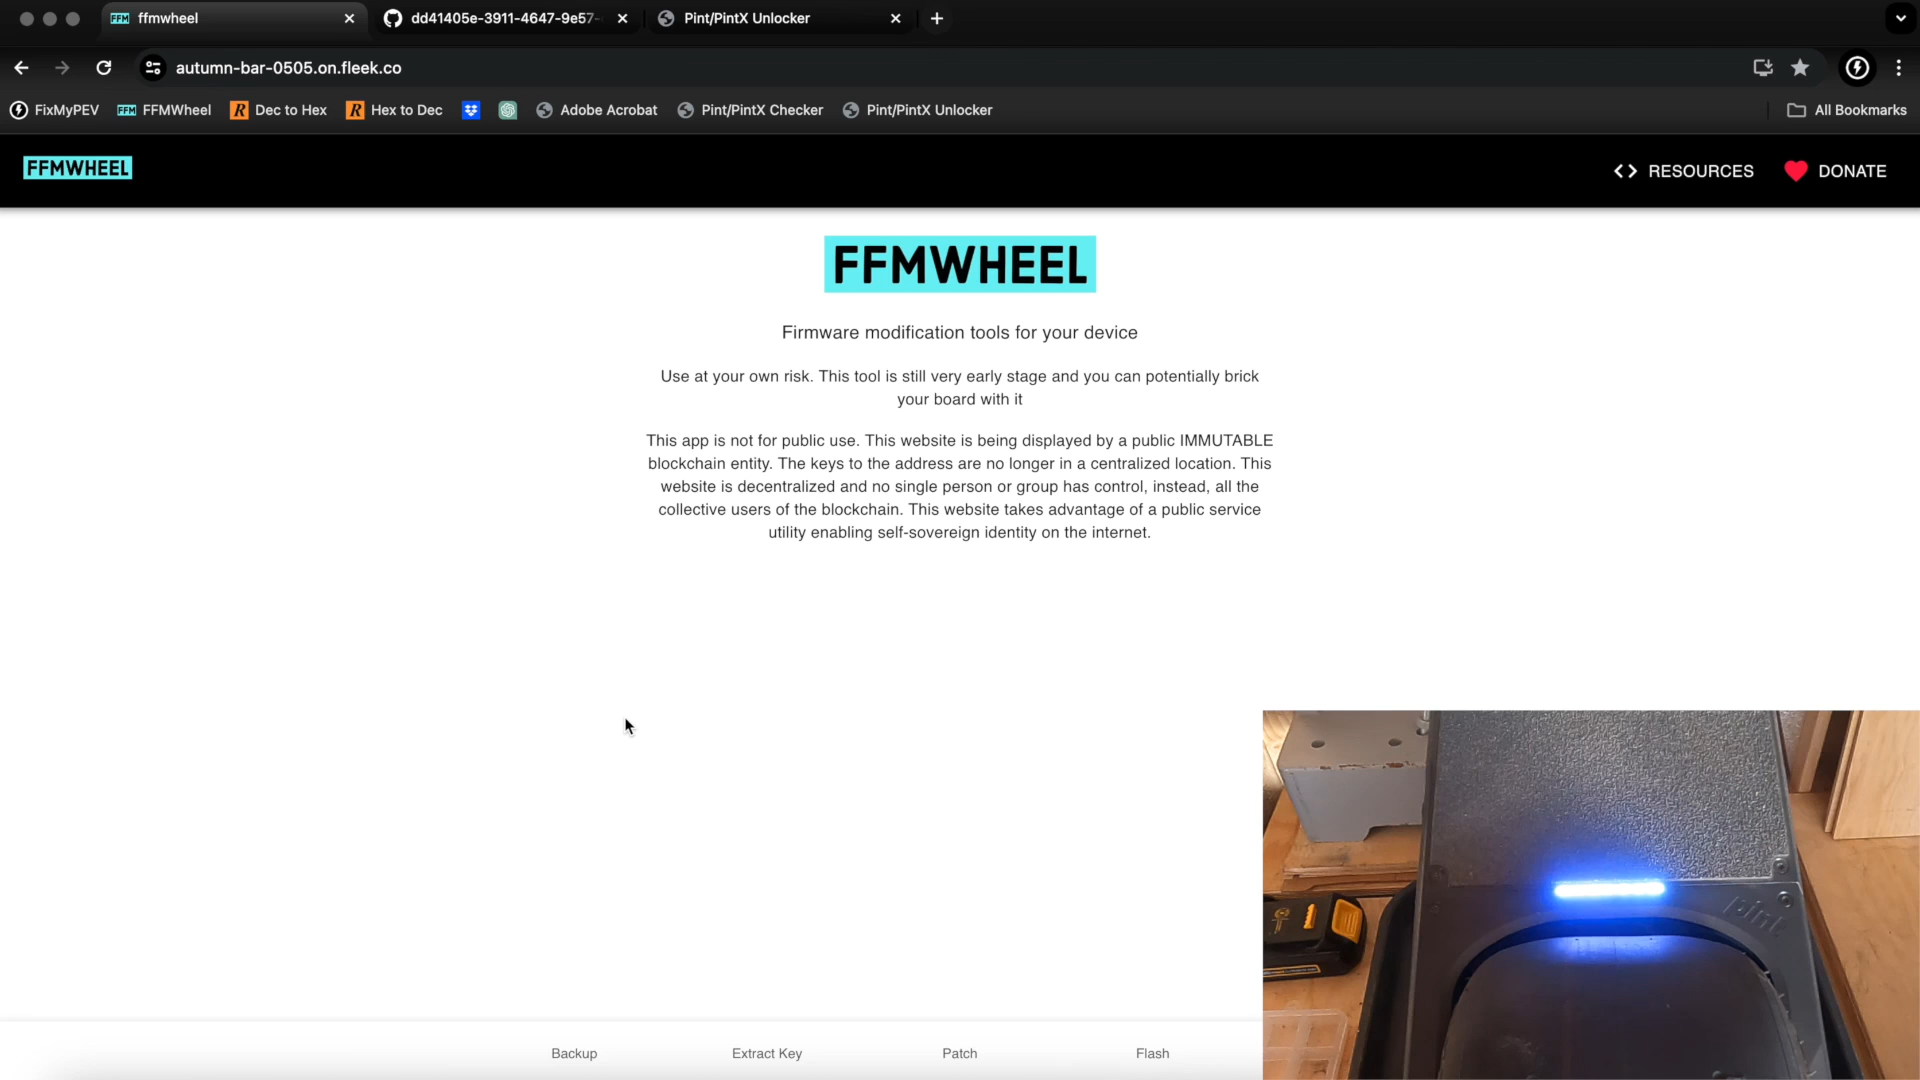 FFM ffmwheel
dd41405e-3911-4647-9e57-
Pint/PintX Unlocker
autumn-bar-0505.on.fleek.co
FixMyPEV
FFM FFMWheel
R Dec to Hex
R Hex to Dec
Adobe Acrobat
Pint/PintX Checker
Pint/PintX Unlocker
All Bookmarks
FFMWHEEL
<> RESOURCES
DONATE
FFMWHEEL
Firmware modification tools for your device
Use at your own risk. This tool is still very early stage and you can potentially brick
your board with it
This app is not for public use. This website is being displayed by a public IMMUTABLE
blockchain entity. The keys to the address are no longer in a centralized location. This
website is decentralized and no single person or group has control, instead, all the
collective users of the blockchain. This website takes advantage of a public service
utility enabling self-sovereign identity on the internet.
pint
Backup
Extract Key
Patch
Flash